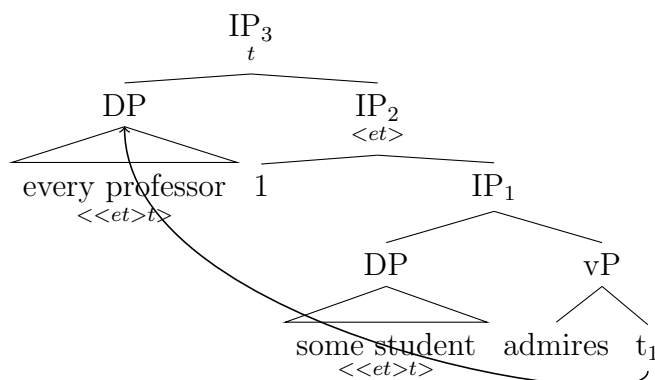 IP₃
t
DP IP₂
<et>
every professor 1 IP₁
<<et>t>
DP vP
some student admires t₁
<<et>t>